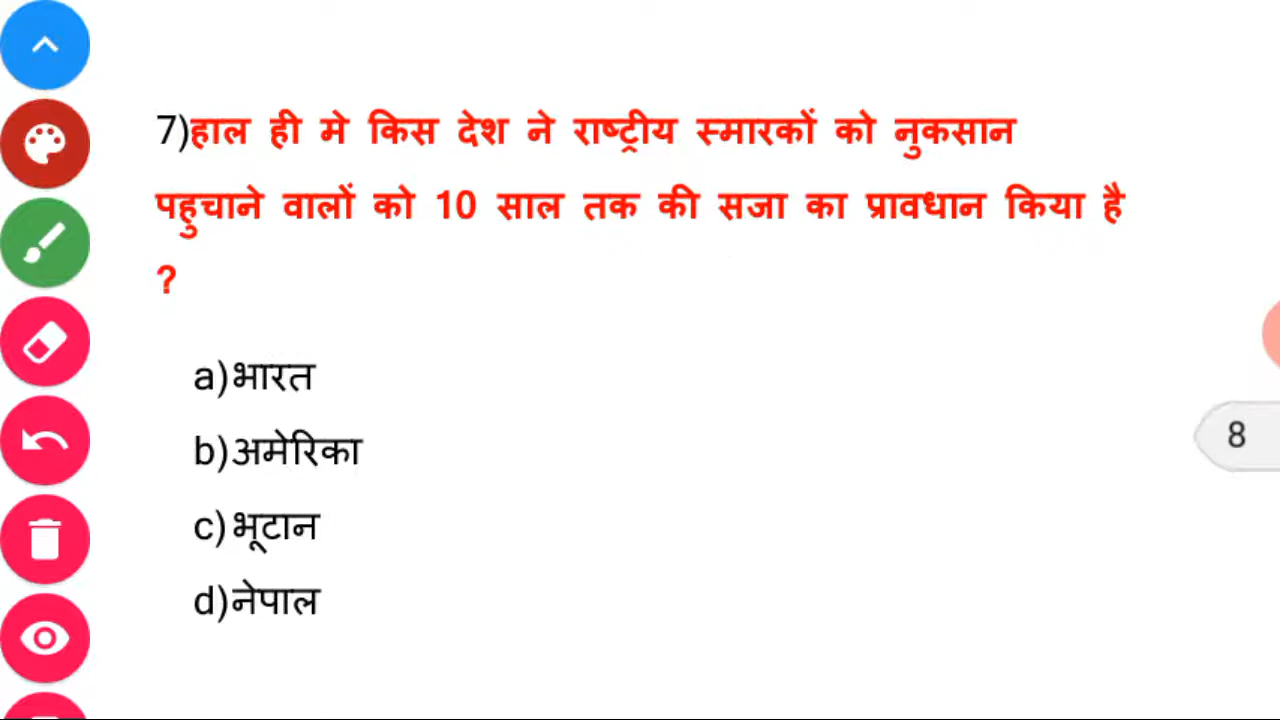 7)हाल ही मे किस देश ने राष्ट्रीय स्मारकों को नुकसान
पहुचाने वालों को 10 साल तक की सजा का प्रावधान किया है
?
a)भारत
b)अमेरिका
c)भूटान
d)नेपाल
8